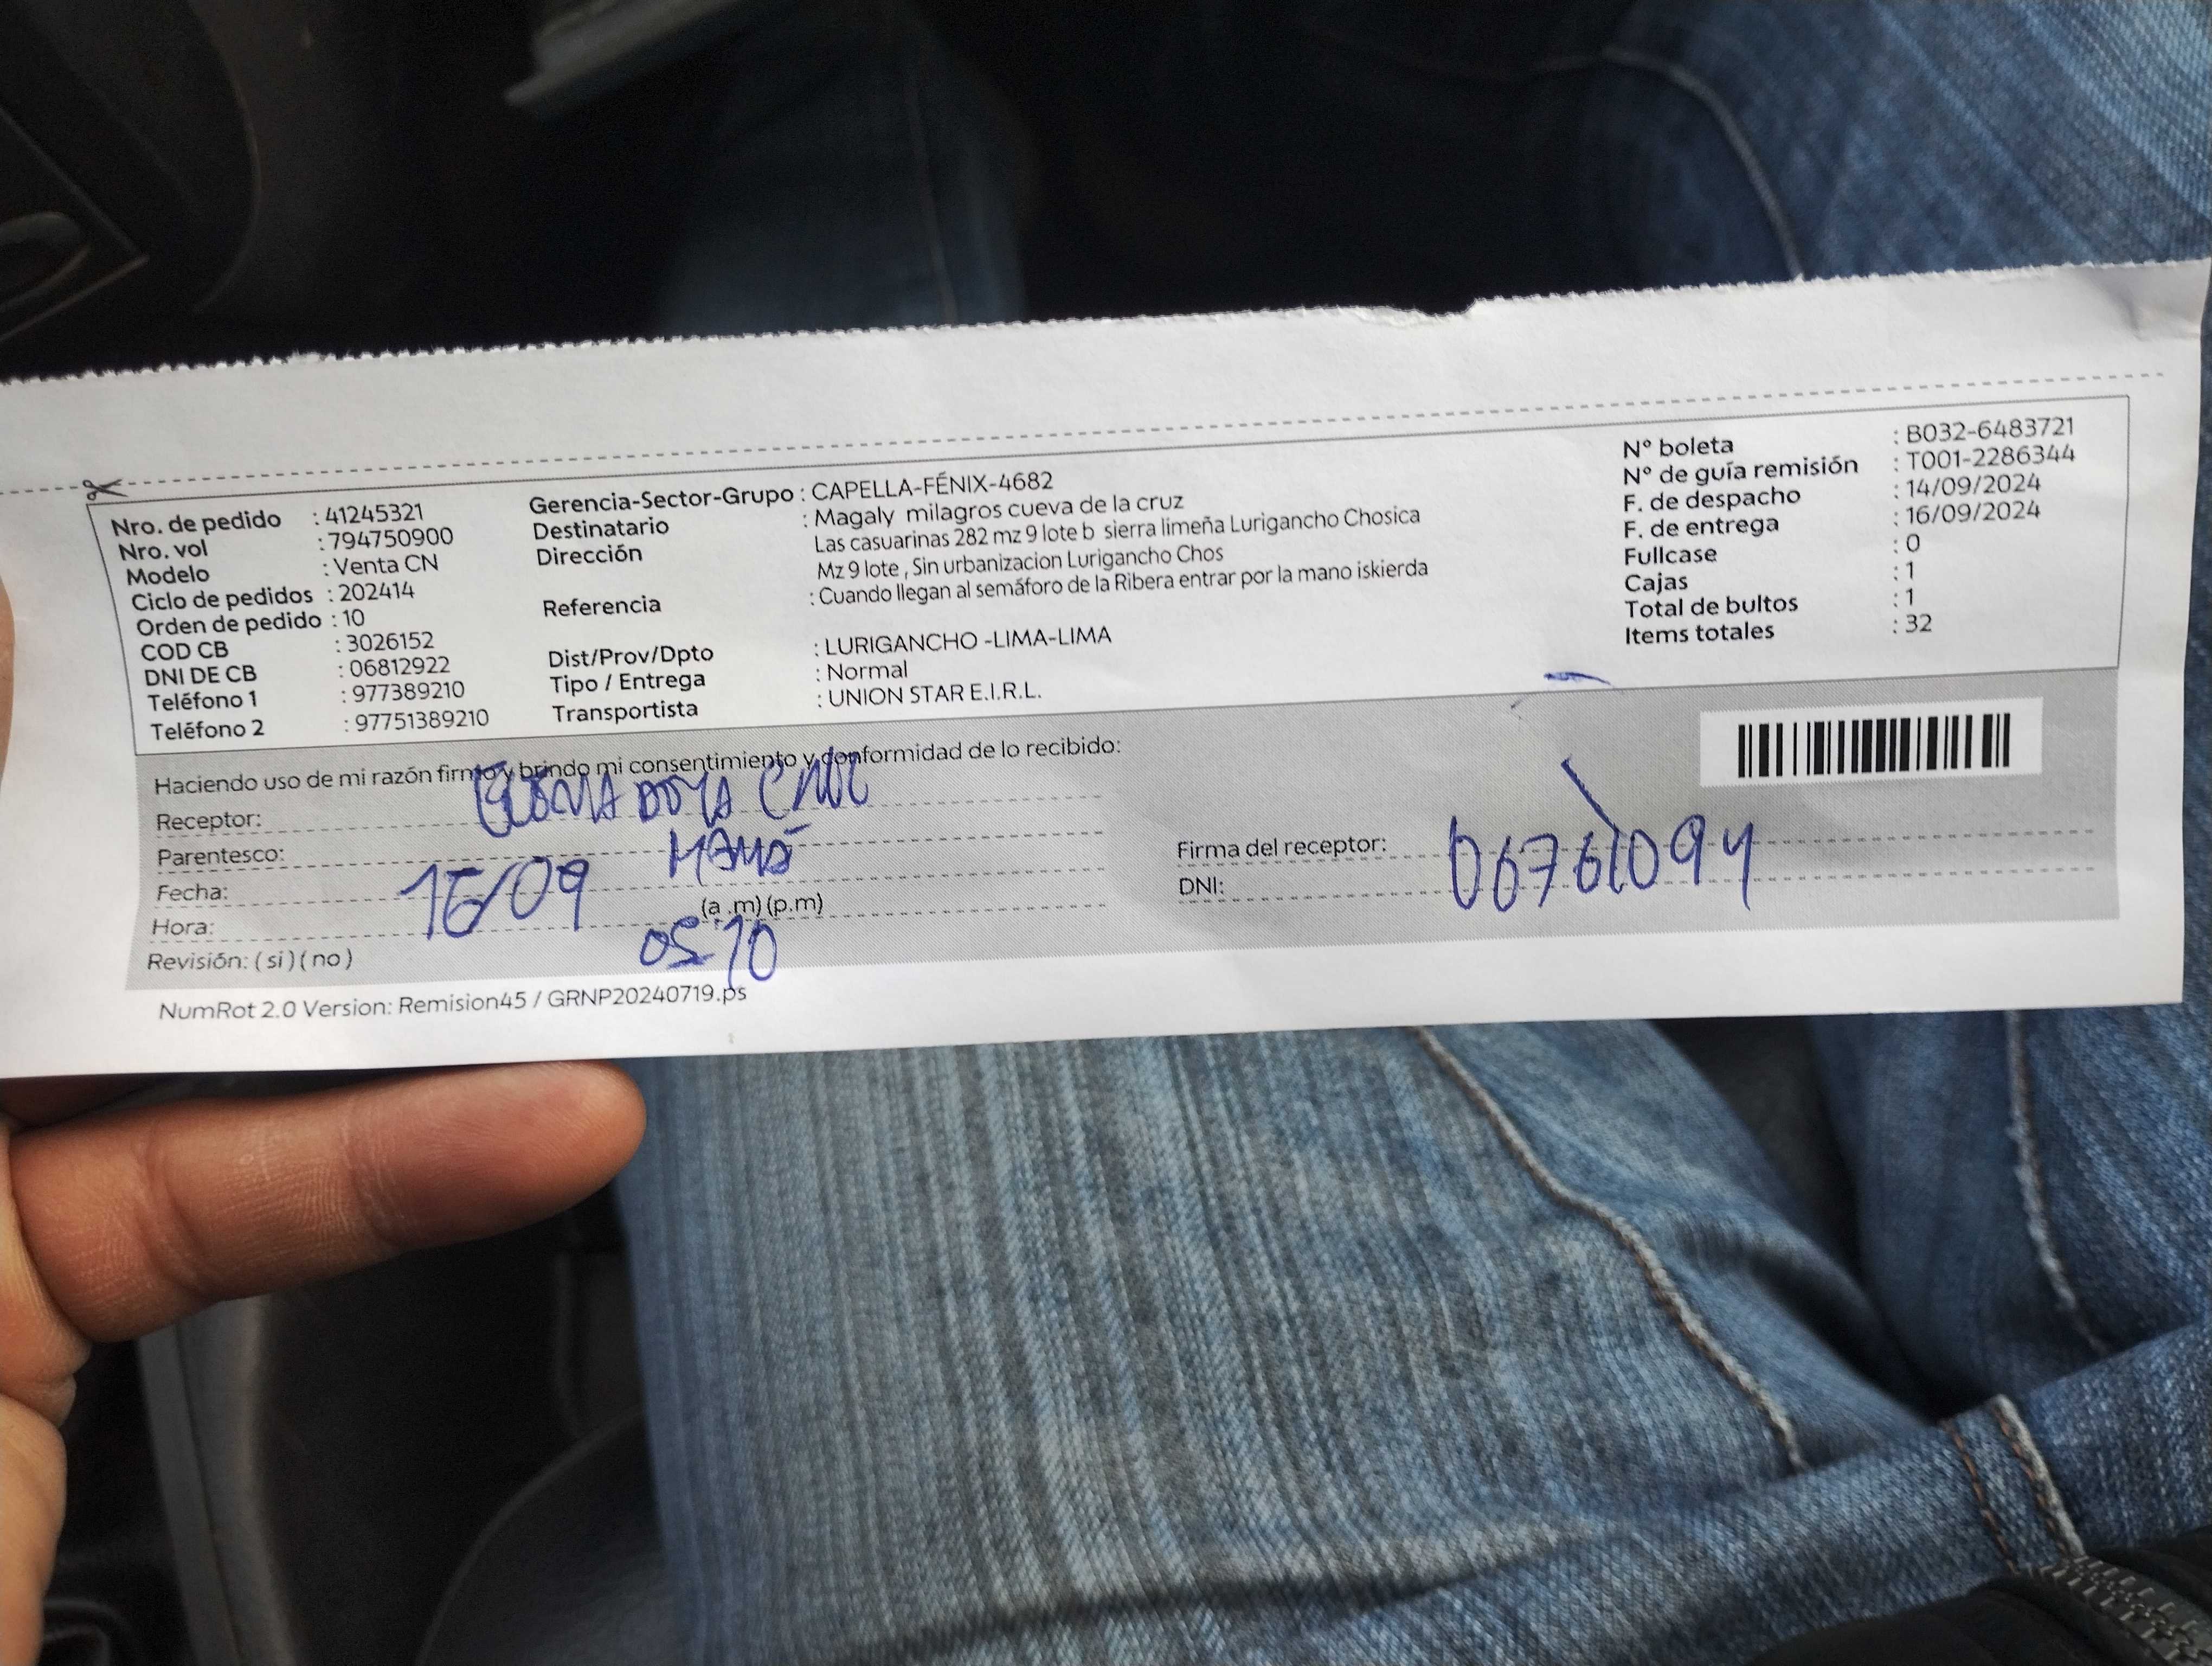 Nro. de pedido : 41245321
Nro. vol : 794750900
Modelo : Venta CN
Ciclo de pedidos : 202414
Orden de pedido : 10
COD CB : 3026152
DNI DE CB : 06812922
Teléfono 1 : 977389210
Teléfono 2 : 97751389210
Gerencia-Sector-Grupo : CAPELLA-FÉNIX-4682
Destinatario : Magaly milagros cueva de la cruz
Dirección Las casuarinas 282 mz 9 lote b sierra limeña Lurigancho Chosica
Mz 9 lote , Sin urbanizacion Lurigancho Chos
Referencia : Cuando llegan al semáforo de la Ribera entrar por la mano iskierda
Dist/Prov/Dpto : LURIGANCHO -LIMA-LIMA
Tipo / Entrega : Normal
Transportista : UNION STAR E.I.R.L.
N° boleta : B032-6483721
N° de guía remisión : T001-2286344
F. de despacho : 14/09/2024
F. de entrega : 16/09/2024
Fullcase : 0
Cajas : 1
Total de bultos : 1
Items totales : 32
Haciendo uso de mi razón firmo y brindo mi consentimiento y conformidad de lo recibido:
Receptor:
Parentesco: MAMÁ
Fecha: 16/09
Hora: (a .m) (p.m) 05:10
Revisión: ( si ) ( no )
Firma del receptor:
DNI: 06761094
NumRot 2.0 Version: Remision45 / GRNP20240719.ps